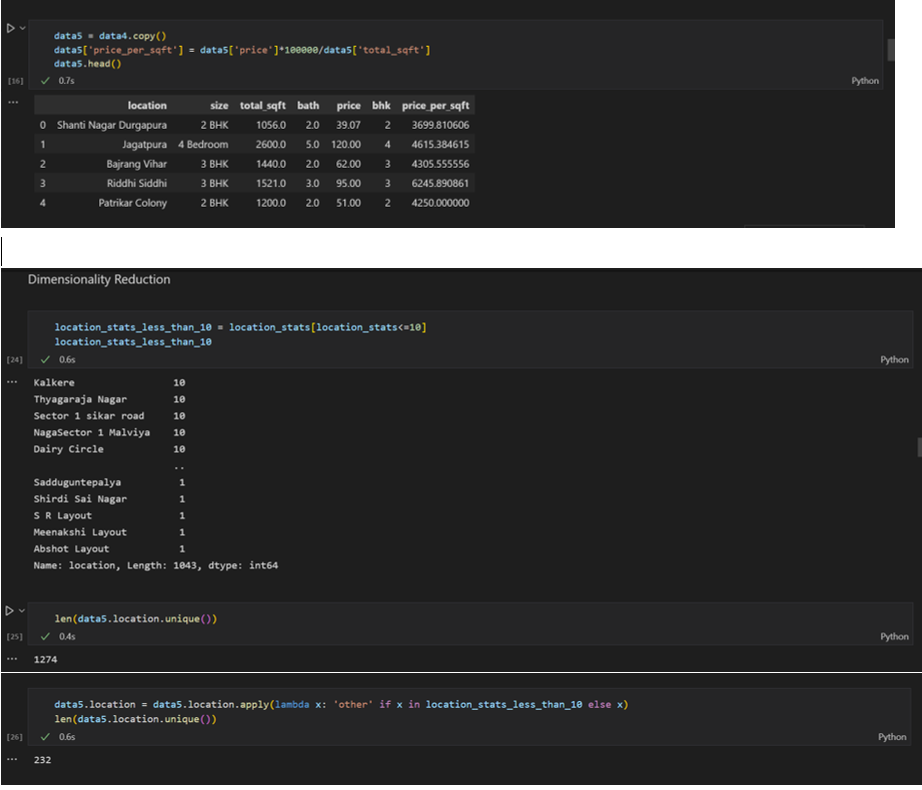 data5 = data4.copy()
data5['price_per_sqft'] = data5['price']*100000/data5['total_sqft']
data5.head()
[16] ✓ 0.7s Python
location size total_sqft bath price bhk price_per_sqft
0 Shanti Nagar Durgapura 2 BHK 1056.0 2.0 39.07 2 3699.810606
1 Jagatpura 4 Bedroom 2600.0 5.0 120.00 4 4615.384615
2 Bajrang Vihar 3 BHK 1440.0 2.0 62.00 3 4305.555556
3 Riddhi Siddhi 3 BHK 1521.0 3.0 95.00 3 6245.890861
4 Patrikar Colony 2 BHK 1200.0 2.0 51.00 2 4250.000000
Dimensionality Reduction
location_stats_less_than_10 = location_stats[location_stats<=10]
location_stats_less_than_10
[24] ✓ 0.6s Python
Kalkere 10
Thyagaraja Nagar 10
Sector 1 sikar road 10
NagaSector 1 Malviya 10
Dairy Circle 10
..
Sadduguntepalya 1
Shirdi Sai Nagar 1
S R Layout 1
Meenakshi Layout 1
Abshot Layout 1
Name: location, Length: 1043, dtype: int64
len(data5.location.unique())
[25] ✓ 0.4s Python
1274
data5.location = data5.location.apply(lambda x: 'other' if x in location_stats_less_than_10 else x)
len(data5.location.unique())
[26] ✓ 0.6s Python
232